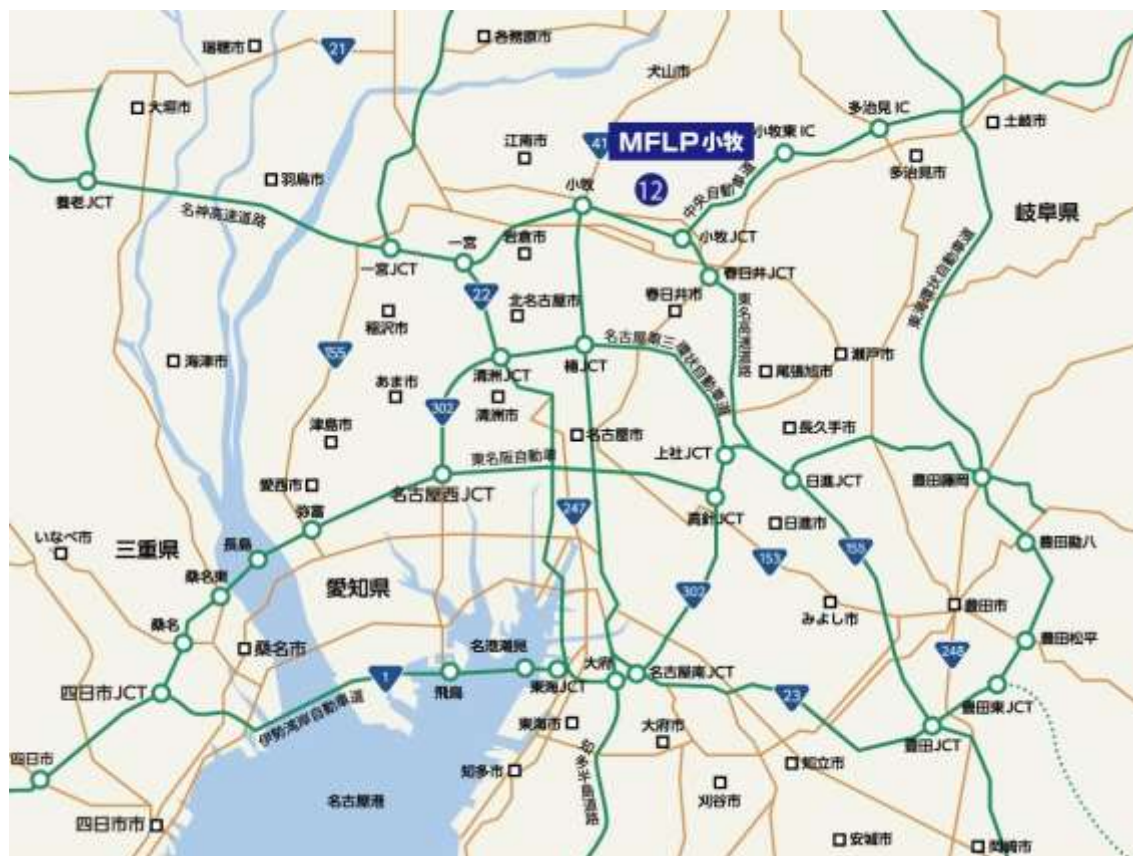 各務原市
瑞穂市
21
犬山市
大垣市
多治見 IC
土岐市
小牧東 IC
江南市
41
MFLP 小牧
多治見市
羽島市
養老JCT
12
小牧
中央自動車道
名神高速道路
岐阜県
小牧JCT
岩倉市
一宮
一宮JCT
春日井JCT
東海環状自動車道
22
北名古屋市
春日井市
稲沢市
名古屋第二環状自動車道
155
海津市
瀬戸市
清洲JCT
楠JCT
尾張旭市
あま市
302
清洲市
津島市
名古屋市
長久手市
東名阪自動車
上社JCT
愛西市
名古屋西JCT
日進JCT
豊田藤岡
弥富
247
高針JCT
日進市
いなべ市
三重県
長島
155
豊田勘八
153
桑名東
愛知県
302
みよし市
豊田市
桑名
桑名市
名港潮見
大府
豊田松平
248
四日市JCT
1
飛島
東海JCT
名古屋南JCT
23
豊田東JCT
伊勢湾岸自動車道
東海市
大府市
豊田JCT
知多半島道路
四日市
知多市
知立市
名古屋港
刈谷市
四日市市
安城市
岡崎市